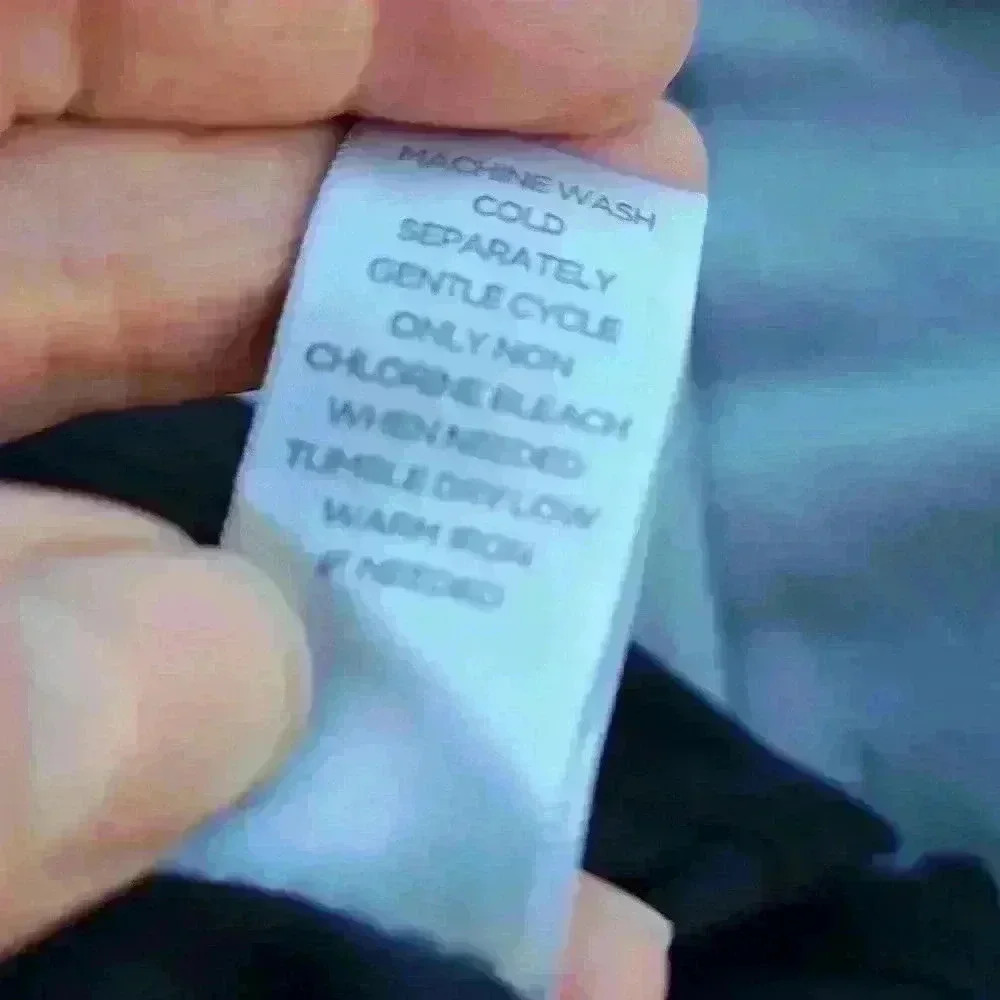 MACHINE WASH
COLD
SEPARATELY
GENTLE CYCLE
ONLY NON
CHLORINE BLEACH
WHEN NEEDED
TUMBLE DRY LOW
WARM IRON
IF NEEDED